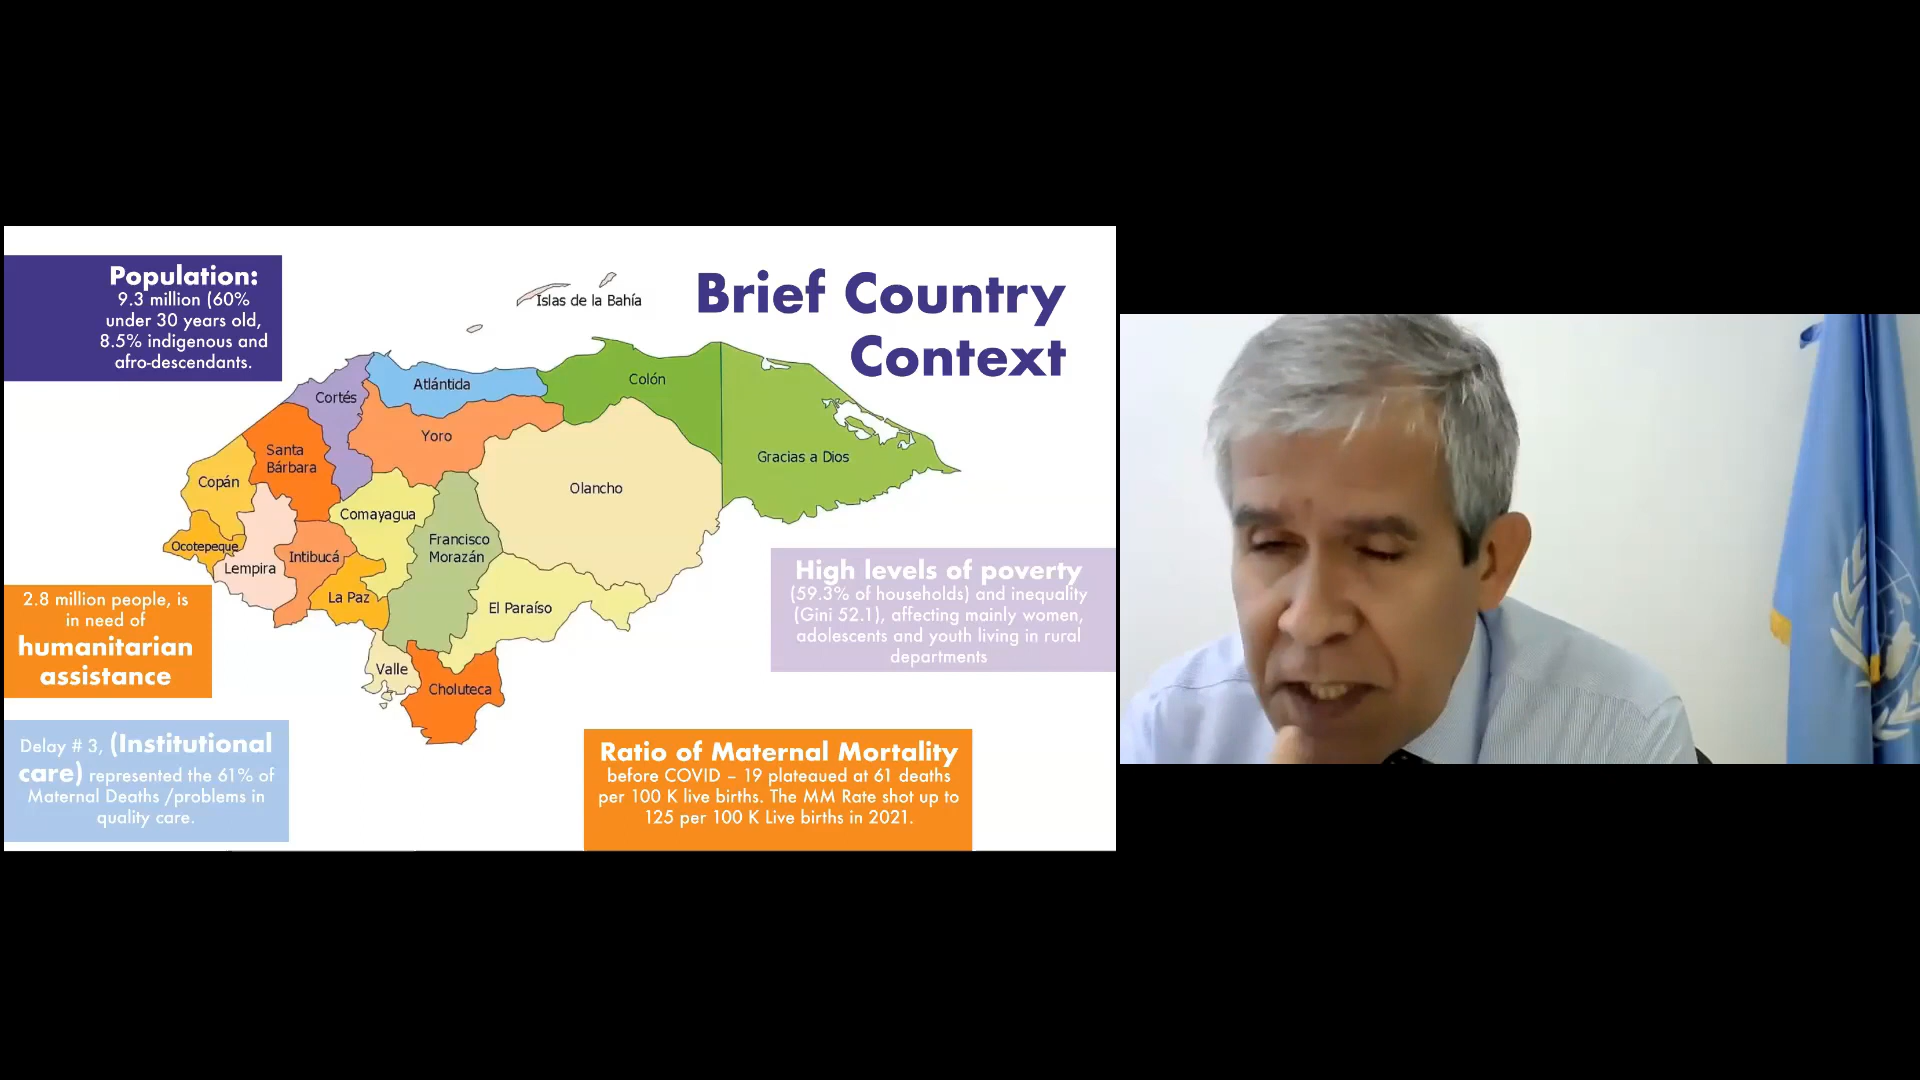 Brief Country
Context
Population:
9.3 million (60%
under 30 years old,
8.5% indigenous and
afro-descendants.
Islas de la Bahía
Atlántida
Colón
Cortés
Yoro
Gracias a Dios
Santa
Bárbara
Copán
Olancho
Comayagua
Francisco
Morazán
Ocotepeque
Intibucá
Lempira
La Paz
El Paraíso
Valle
Choluteca
2.8 million people, is
in need of
humanitarian
assistance
High levels of poverty
(59.3% of households) and inequality
(Gini 52.1), affecting mainly women,
adolescents and youth living in rural
departments
Delay # 3, (Institutional
care) represented the 61% of
Maternal Deaths /problems in
quality care.
Ratio of Maternal Mortality
before COVID – 19 plateaued at 61 deaths
per 100 K live births. The MM Rate shot up to
125 per 100 K Live births in 2021.